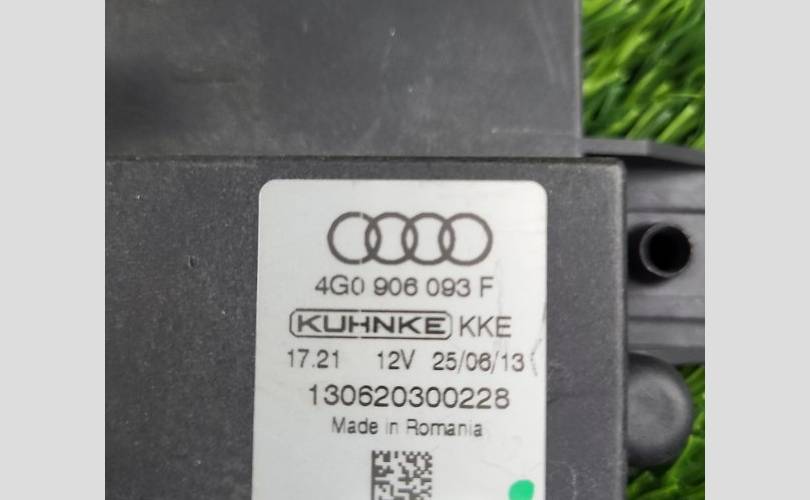 4G0 906 093 F
KUHNKE KKE
17.21 12V 25/06/13
130620300228
Made in Romania